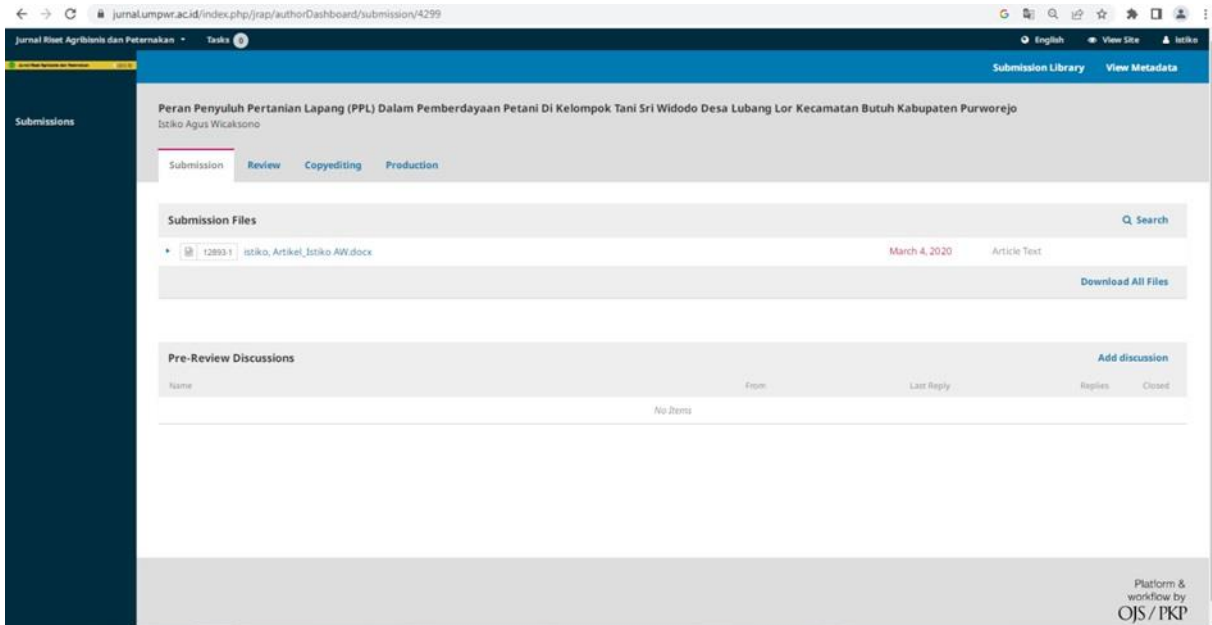 jurnal.umpwr.ac.id/index.php/jrap/authorDashboard/submission/4299
Jurnal Riset Agribisnis dan Peternakan Tasks 0 English View Site Istiko
Submission Library View Metadata
Submissions
Peran Penyuluh Pertanian Lapang (PPL) Dalam Pemberdayaan Petani Di Kelompok Tani Sri Widodo Desa Lubang Lor Kecamatan Butuh Kabupaten Purworejo
Istiko Agus Wicaksono
Submission Review Copyediting Production
Submission Files Search
12893-1 istiko, Artikel_Istiko AW.docx March 4, 2020 Article Text
Download All Files
Pre-Review Discussions Add discussion
Name From Last Reply Replies Closed
No Items
Platform &
workflow by
OJS / PKP